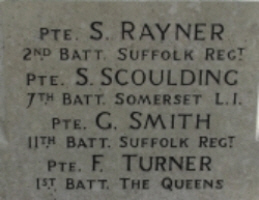 PTE. S. RAYNER
2ND BATT. SUFFOLK REGT
PTE. S. SCOULDING
7TH BATT. SOMERSET L.I.
PTE. G. SMITH
11TH BATT. SUFFOLK REGT
PTE. F. TURNER
1ST BATT. THE QUEENS